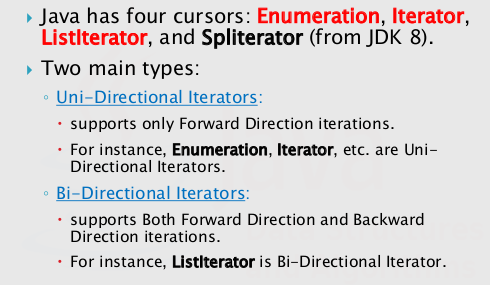 Java has four cursors: Enumeration, Iterator,
ListIterator, and Spliterator (from JDK 8).
Two main types:
Uni-Directional Iterators:
supports only Forward Direction iterations.
For instance, Enumeration, Iterator, etc. are Uni-
Directional Iterators.
Bi-Directional Iterators:
supports Both Forward Direction and Backward
Direction iterations.
For instance, ListIterator is Bi-Directional Iterator.